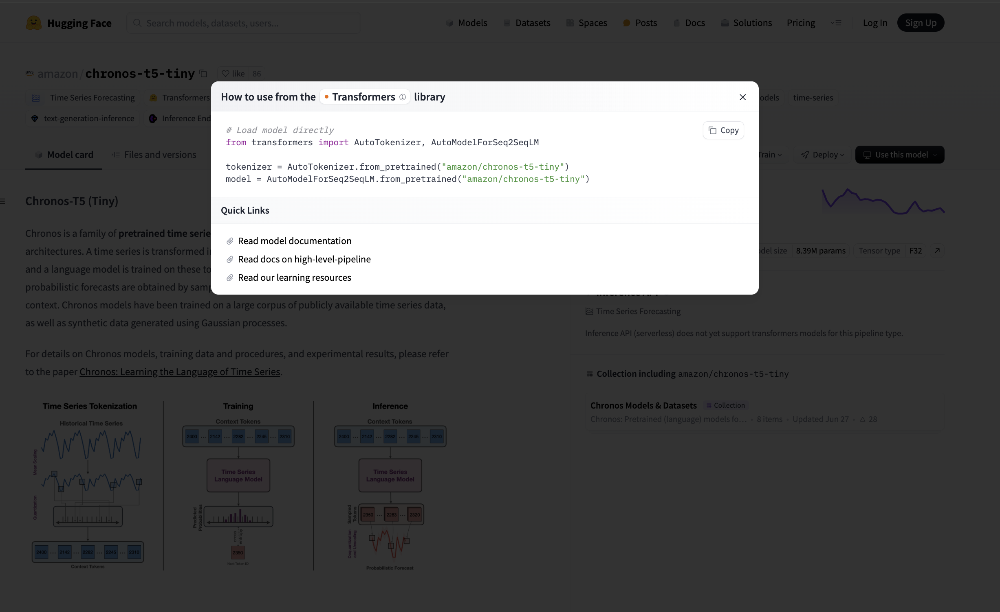 Hugging Face
Search models, datasets, users...
Models
Datasets
Spaces
Posts
Docs
Solutions
Pricing
Log In
Sign Up
aws amazon/chronos-t5-tiny
like 86
Time Series Forecasting
Transformers
odels
time-series
text-generation-inference
Inference End
Model card
Files and versions
Train
Deploy
Use this model
How to use from the Transformers library
Copy
# Load model directly
from transformers import AutoTokenizer, AutoModelForSeq2SeqLM
tokenizer = AutoTokenizer.from_pretrained("amazon/chronos-t5-tiny")
model = AutoModelForSeq2SeqLM.from_pretrained("amazon/chronos-t5-tiny")
Quick Links
Read model documentation
Read docs on high-level-pipeline
Read our learning resources
Chronos-T5 (Tiny)
Chronos is a family of pretrained time serie
architectures. A time series is transformed in
and a language model is trained on these to
probabilistic forecasts are obtained by samp
context. Chronos models have been trained on a large corpus of publicly available time series data,
as well as synthetic data generated using Gaussian processes.
For details on Chronos models, training data and procedures, and experimental results, please refer
to the paper Chronos: Learning the Language of Time Series.
Time Series Tokenization
Historical Time Series
Mean Scaling
Quantization
2400 ... 2142 ... 2282 ... 2245 ... 2310
Context Tokens
Training
Context Tokens
2400 ... 2142 ... 2282 ... 2245 ... 2310
Time Series
Language Model
Predicted
Probabilities
cross
entropy
2350
Next Token ID
Inference
Context Tokens
2400 ... 2142 ... 2282 ... 2245 ... 2310
Time Series
Language Model
Sampled
Tokens
2350 ... 2283 ... 2320
Dequantization
and Unscaling
Probabilistic Forecast
odel size 8.39M params
Tensor type F32
Time Series Forecasting
Inference API (serverless) does not yet support transformers models for this pipeline type.
Collection including amazon/chronos-t5-tiny
Chronos Models & Datasets Collection
Chronos: Pretrained (language) models fo... • 8 items • Updated Jun 27 • 28